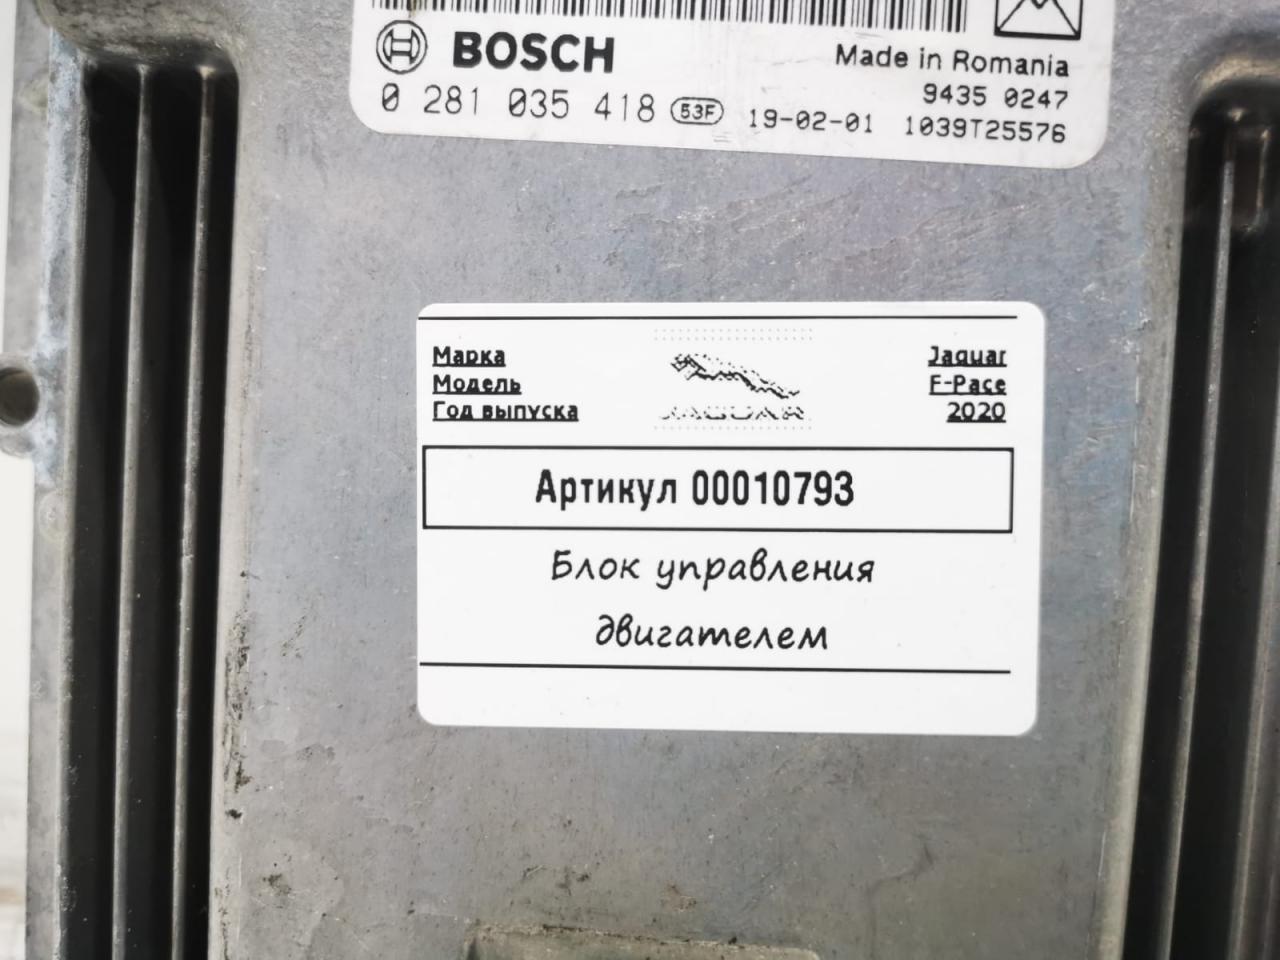 BOSCH
Made in Romania
9435 0247
0 281 035 418 53F 19-02-01 1039T25576
Марка Jaguar
Модель F-Pace
Год выпуска 2020
JAGUAR
Артикул 00010793
Блок управления
двигателем